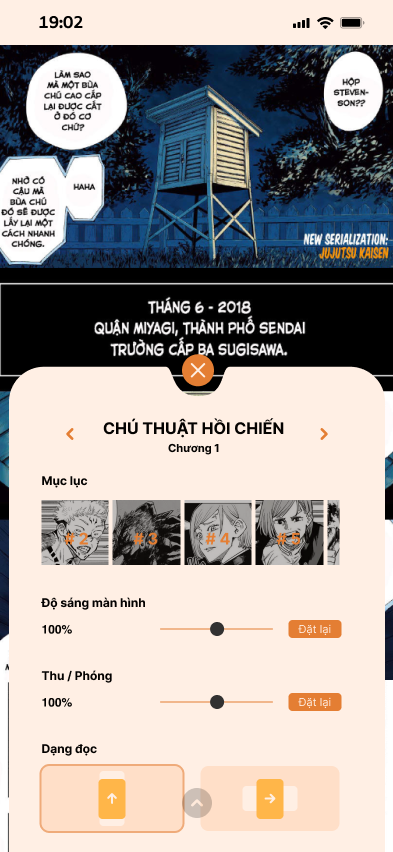 19:02
LÀM SAO
MÀ MỘT BÙA
CHÚ CAO CẤP
LẠI ĐƯỢC CẤT
Ở ĐÓ CƠ
CHỨ?
HỘP
STEVEN-
SON??
NHỜ CÓ
CẬU MÀ
BÙA CHÚ
ĐÓ SẼ ĐƯỢC
LẤY LẠI MỘT
CÁCH NHANH
CHÓNG.
HAHA
NEW SERIALIZATION:
JUJUTSU KAISEN
THÁNG 6 - 2018
QUẬN MIYAGI, THÀNH PHỐ SENDAI
TRƯỜNG CẤP BA SUGISAWA.
CHÚ THUẬT HỒI CHIẾN
Chương 1
Mục lục
# 2 # 3 # 4 # 5
Độ sáng màn hình
100% Đặt lại
Thu / Phóng
100% Đặt lại
Dạng đọc